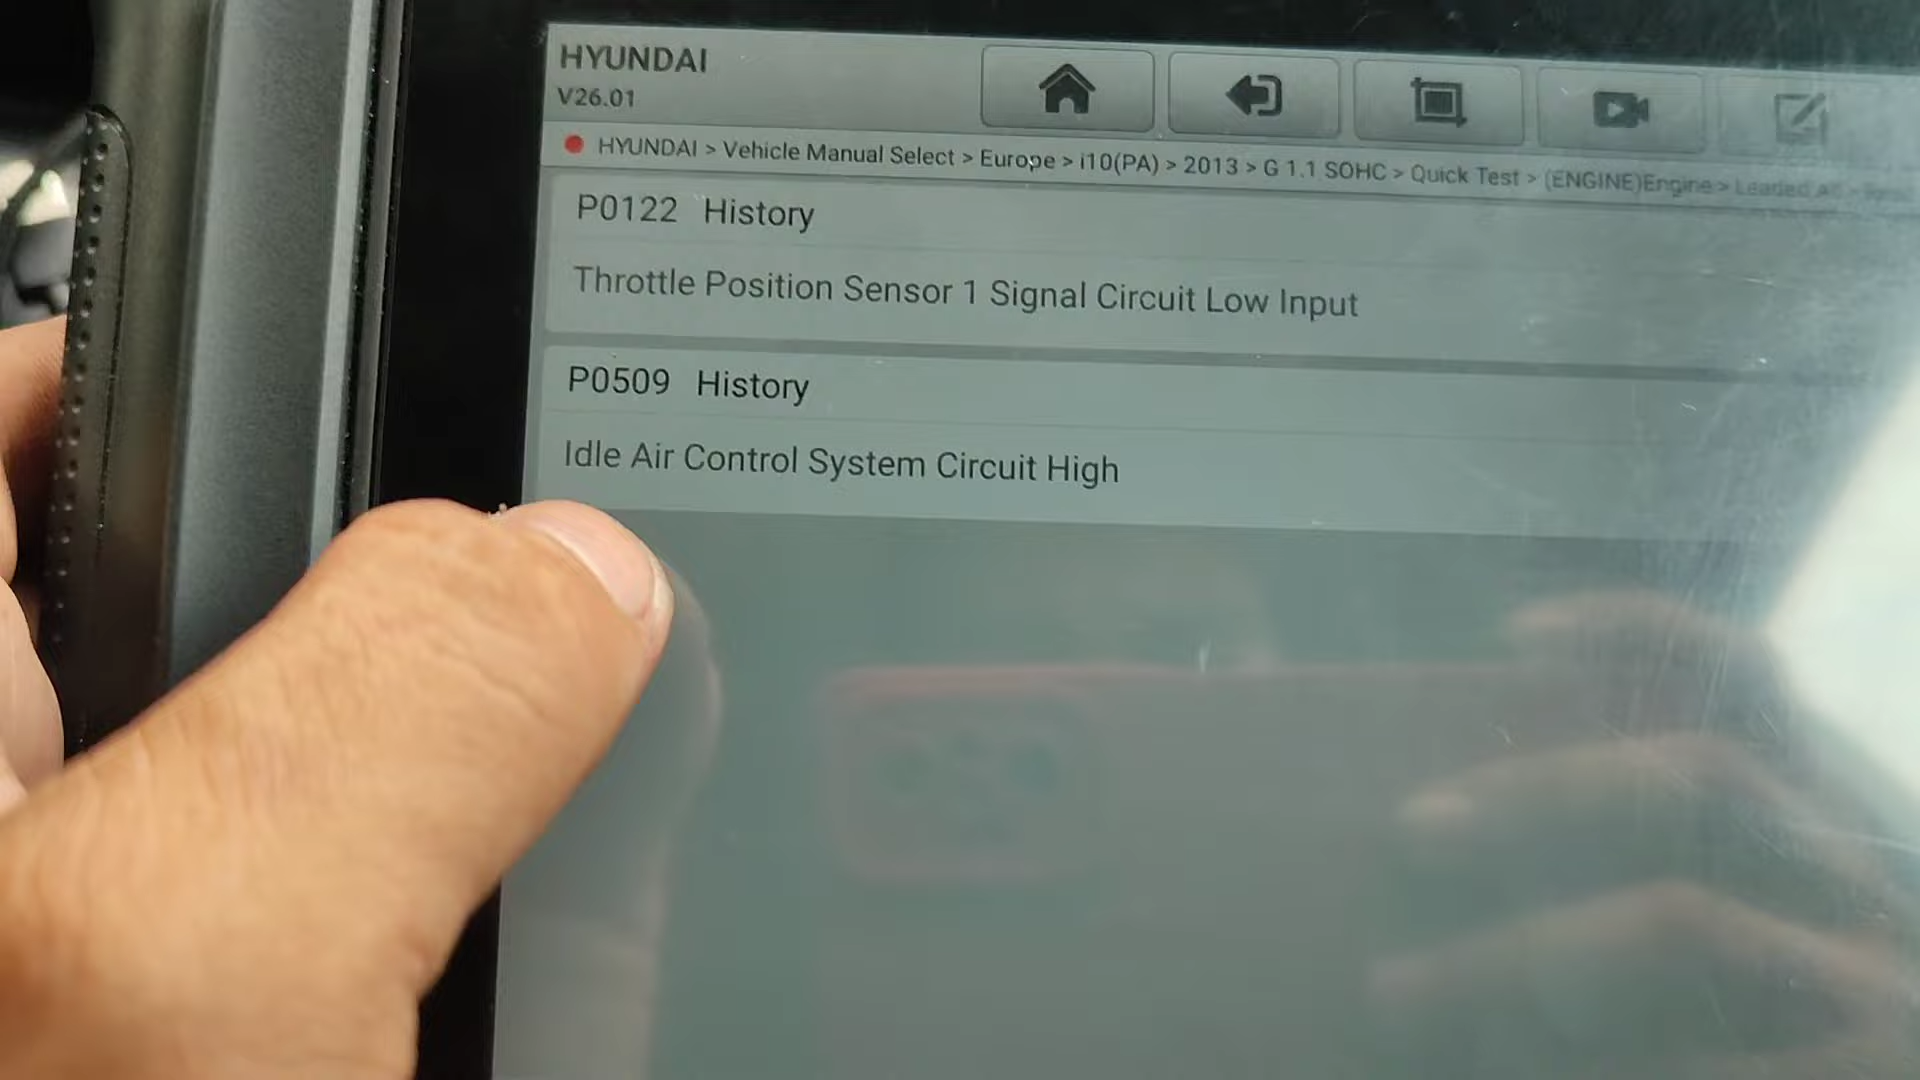 HYUNDAI
V26.01
HYUNDAI > Vehicle Manual Select > Europe > i10(PA) > 2013 > G 1.1 SOHC > Quick Test > (ENGINE)Engine > Leaded
P0122 History
Throttle Position Sensor 1 Signal Circuit Low Input
P0509 History
Idle Air Control System Circuit High